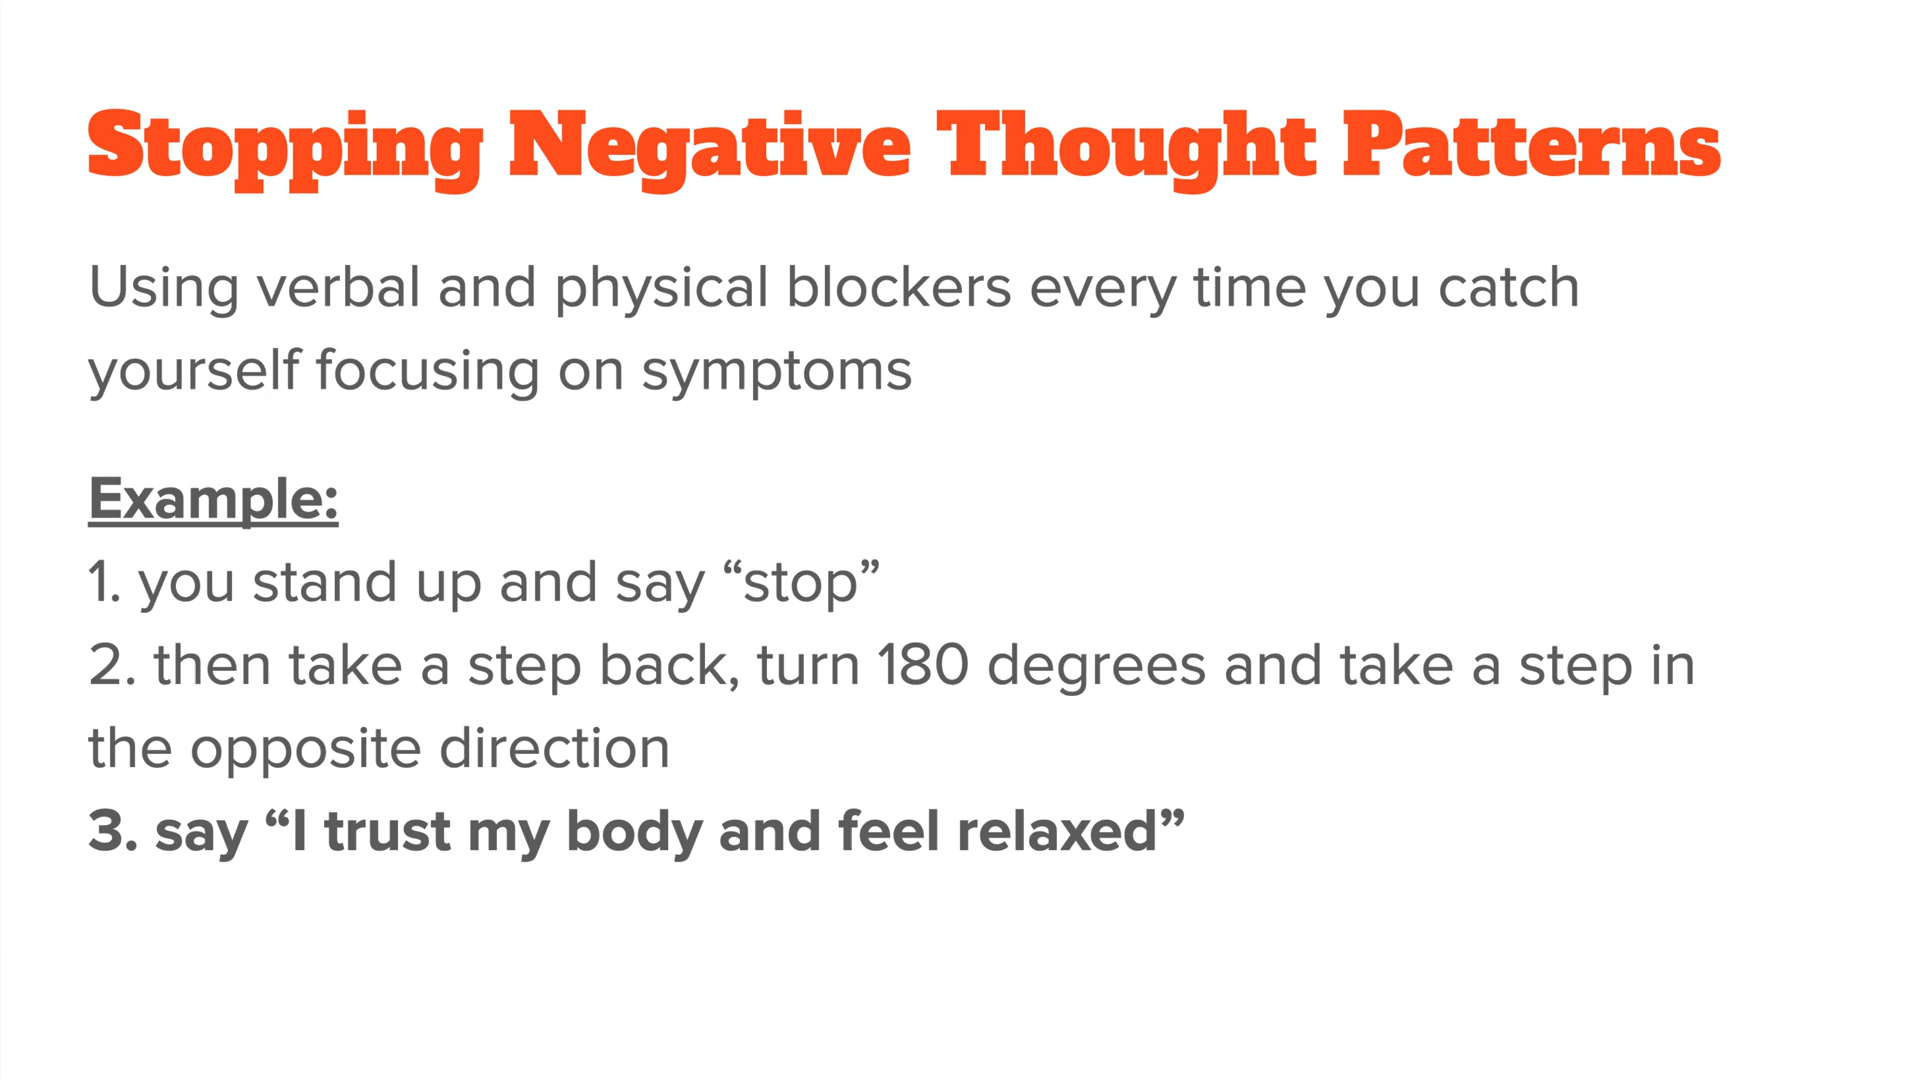 Stopping Negative Thought Patterns
Using verbal and physical blockers every time you catch
yourself focusing on symptoms
Example:
1. you stand up and say “stop”
2. then take a step back, turn 180 degrees and take a step in
the opposite direction
3. say “I trust my body and feel relaxed”